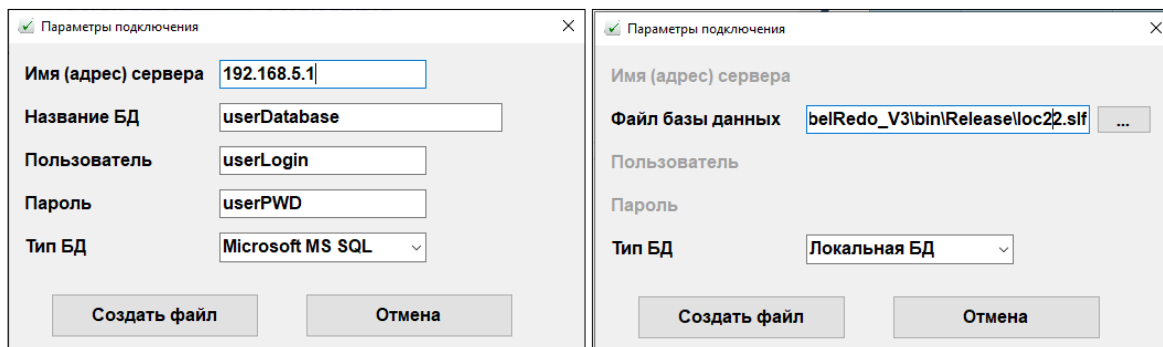 Параметры подключения
Имя (адрес) сервера 192.168.5.1
Название БД userDatabase
Пользователь userLogin
Пароль userPWD
Тип БД Microsoft MS SQL
Создать файл Отмена
Параметры подключения
Имя (адрес) сервера
Файл базы данных belRedo_V3\bin\Release\loc22.slf ...
Пользователь
Пароль
Тип БД Локальная БД
Создать файл Отмена